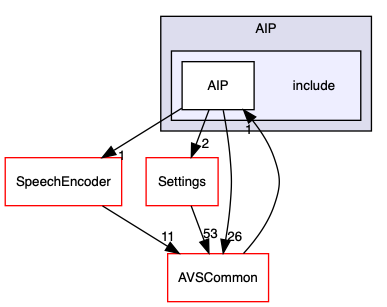 AIP
AIP
include
1
1
2
SpeechEncoder
Settings
11
53
26
AVSCommon